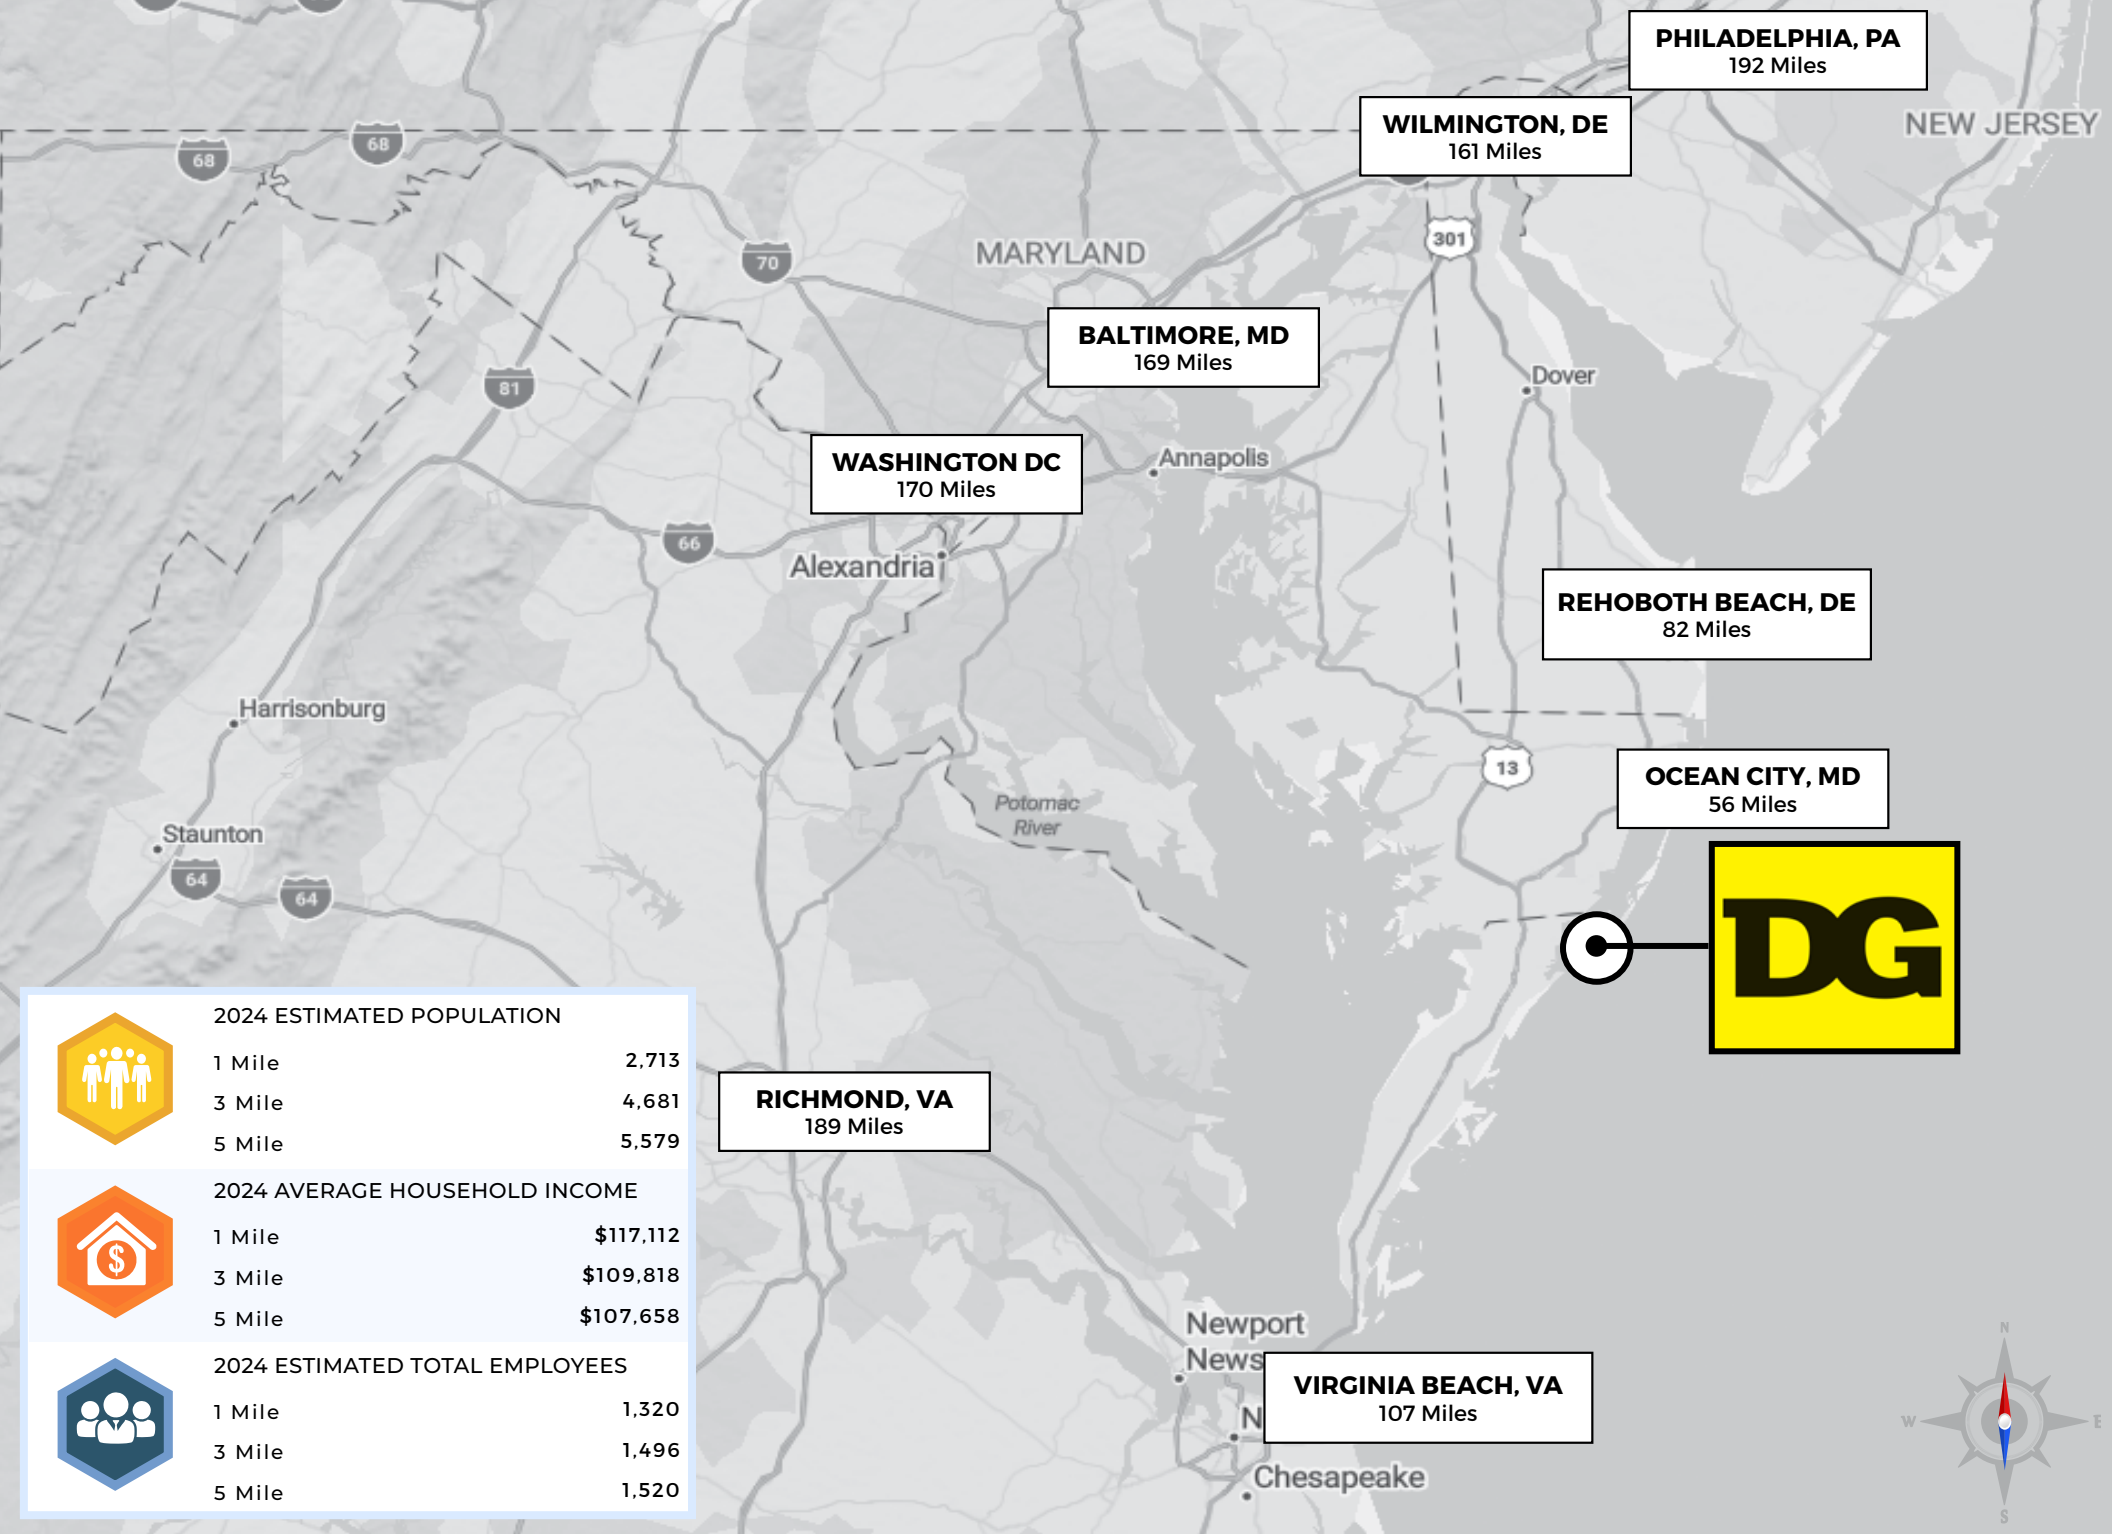 PHILADELPHIA, PA
192 Miles
WILMINGTON, DE
161 Miles
NEW JERSEY
68
68
301
MARYLAND
70
BALTIMORE, MD
169 Miles
81
Dover
WASHINGTON DC
170 Miles
Annapolis
66
Alexandria
REHOBOTH BEACH, DE
82 Miles
Harrisonburg
13
OCEAN CITY, MD
56 Miles
Potomac
River
Staunton
64
64
DG
2024 ESTIMATED POPULATION
1 Mile 2,713
3 Mile 4,681
5 Mile 5,579
RICHMOND, VA
189 Miles
2024 AVERAGE HOUSEHOLD INCOME
1 Mile $117,112
3 Mile $109,818
5 Mile $107,658
Newport
News
2024 ESTIMATED TOTAL EMPLOYEES
1 Mile 1,320
3 Mile 1,496
5 Mile 1,520
VIRGINIA BEACH, VA
107 Miles
N
Chesapeake
N
W
E
S